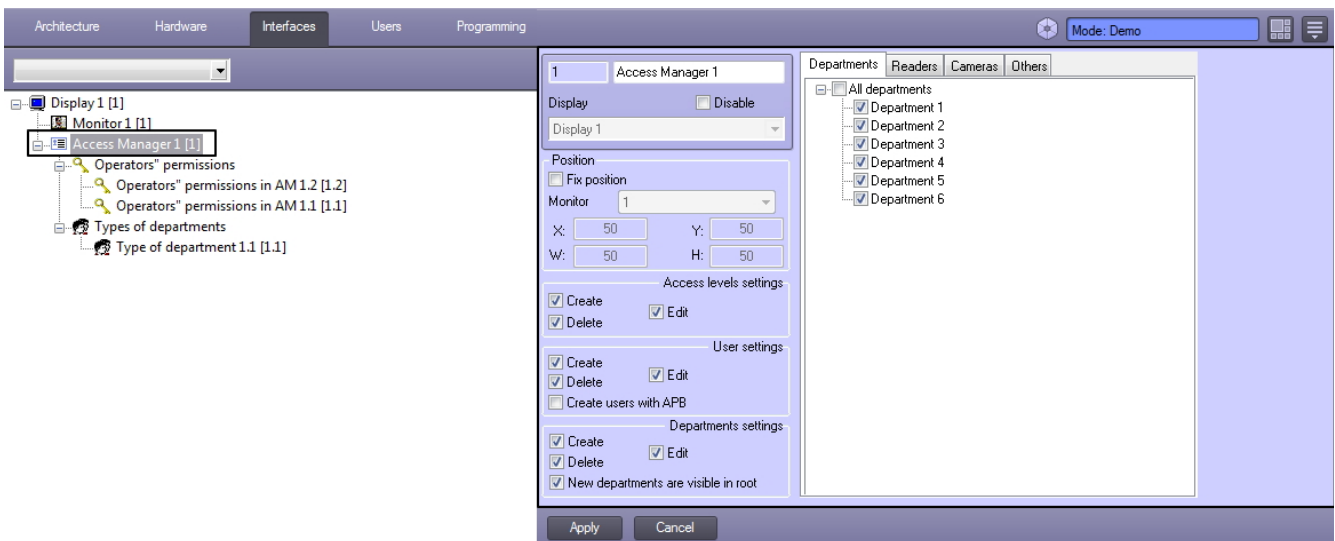 Architecture Hardware Interfaces Users Programming
Mode: Demo
Display 1 [1]
Monitor 1 [1]
Access Manager 1 [1]
Operators" permissions
Operators" permissions in AM 1.2 [1.2]
Operators" permissions in AM 1.1 [1.1]
Types of departments
Type of department 1.1 [1.1]
1 Access Manager 1
Display Disable
Display 1
Position
Fix position
Monitor 1
X: 50 Y: 50
W: 50 H: 50
Access levels settings
Create
Edit
Delete
User settings
Create
Edit
Delete
Create users with APB
Departments settings
Create
Edit
Delete
New departments are visible in root
Departments Readers Cameras Others
All departments
Department 1
Department 2
Department 3
Department 4
Department 5
Department 6
Apply Cancel